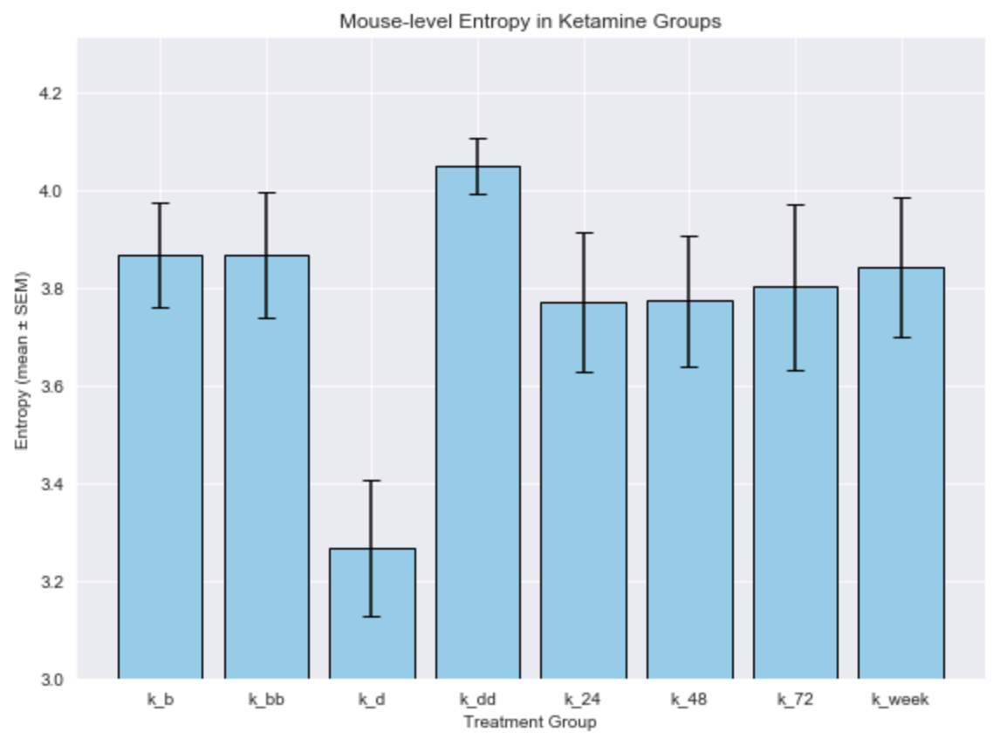 Mouse-level Entropy in Ketamine Groups
Entropy (mean ± SEM)
4.2
4.0
3.8
3.6
3.4
3.2
3.0
k_b k_bb k_d k_dd k_24 k_48 k_72 k_week
Treatment Group